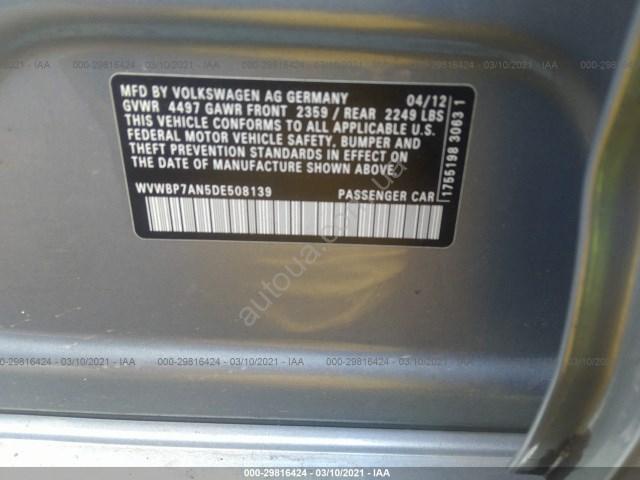 000-29816424 - 03/10/2021 - IAA
MFD BY VOLKSWAGEN AG GERMANY 04/12
GVWR 4497 GAWR FRONT 2359 / REAR 2249 LBS
THIS VEHICLE CONFORMS TO ALL APPLICABLE U.S.
FEDERAL MOTOR VEHICLE SAFETY, BUMPER AND
THEFT PREVENTION STANDARDS IN EFFECT ON THE
DATE OF MANUFACTURE SHOWN ABOVE.
WVWBP7AN5DE508139 PASSENGER CAR
1755198 3063 1
autoua.com
000-29816424 - 03/10/2021 - IAA
000-29816424 - 03/10/2021 - IAA